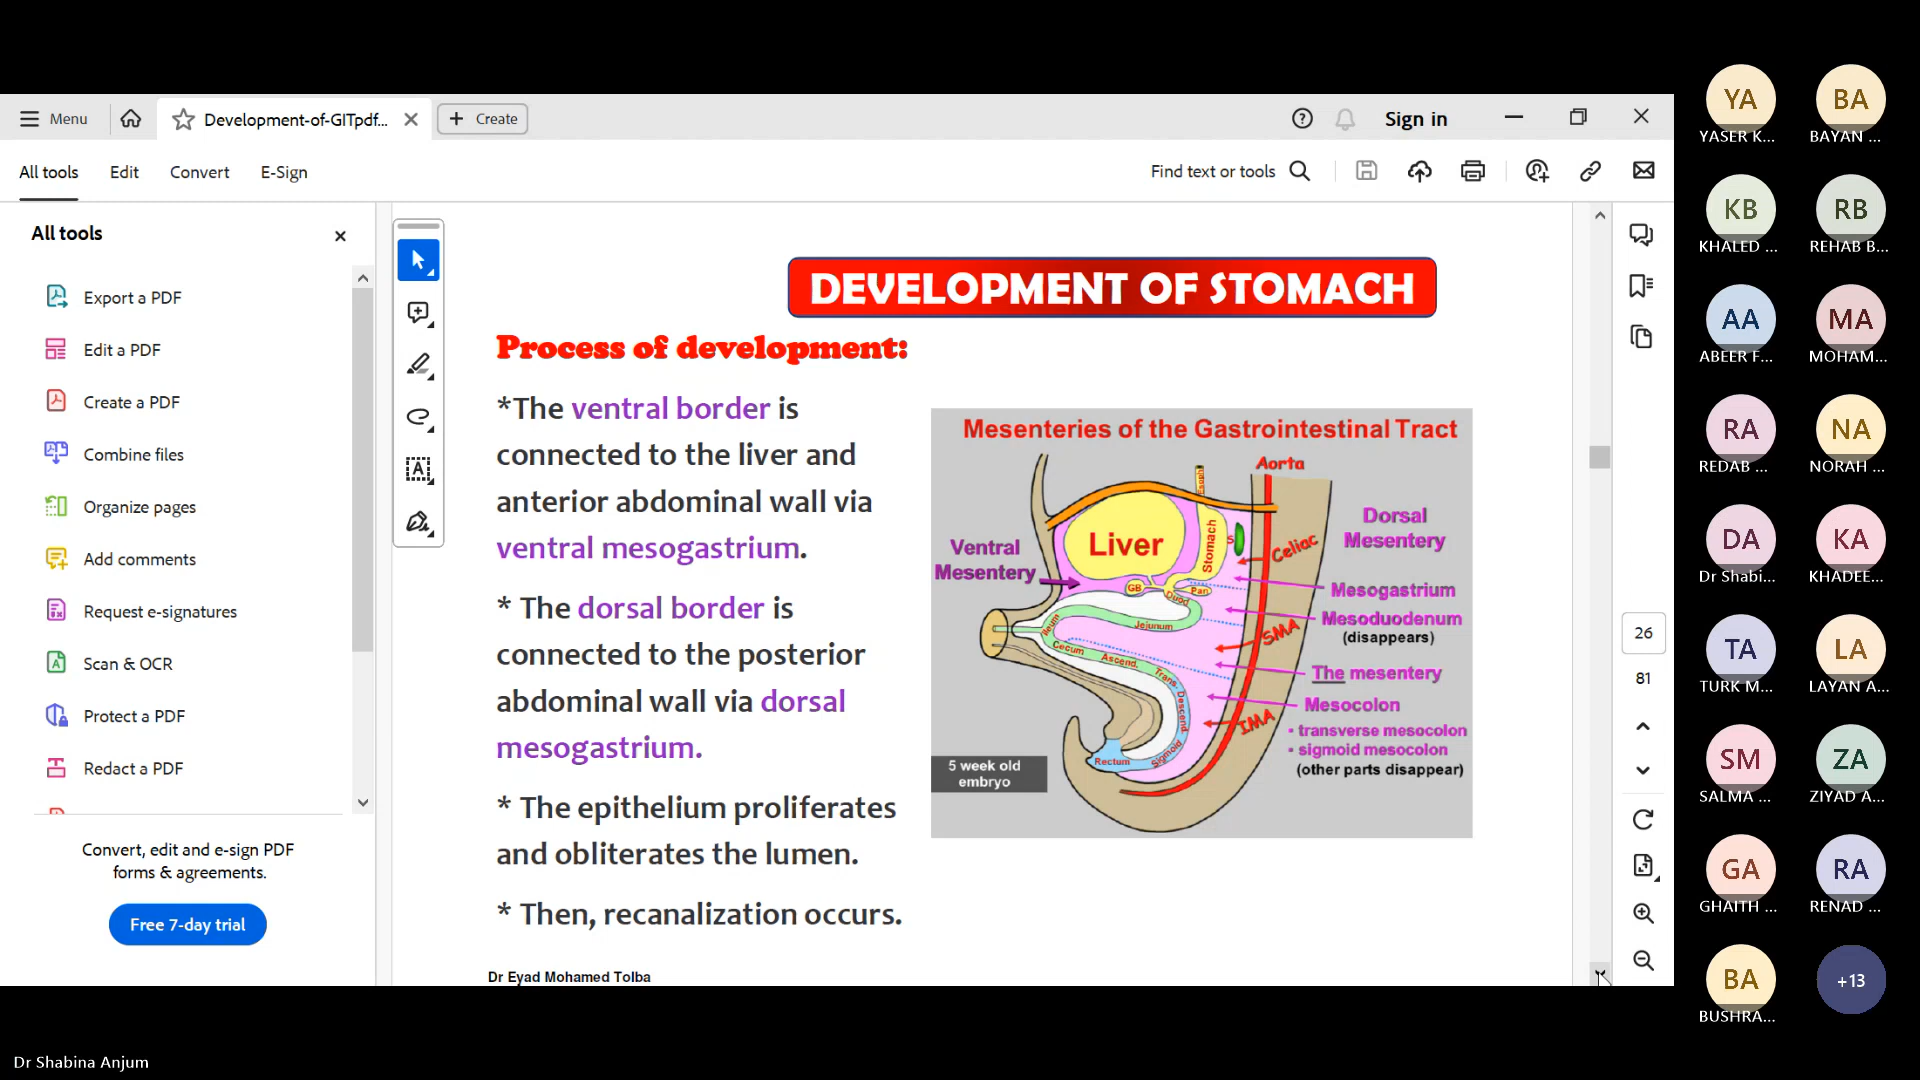 Menu
Development-of-GITpdf...
Create
Sign in
All tools
Edit
Convert
E-Sign
Find text or tools
All tools
Export a PDF
Edit a PDF
Create a PDF
Combine files
Organize pages
Add comments
Request e-signatures
Scan & OCR
Protect a PDF
Redact a PDF
Convert, edit and e-sign PDF
forms & agreements.
Free 7-day trial
DEVELOPMENT OF STOMACH
Process of development:
*The ventral border is
connected to the liver and
anterior abdominal wall via
ventral mesogastrium.
* The dorsal border is
connected to the posterior
abdominal wall via dorsal
mesogastrium.
* The epithelium proliferates
and obliterates the lumen.
* Then, recanalization occurs.
Dr Eyad Mohamed Tolba
Mesenteries of the Gastrointestinal Tract
Aorta
Dorsal
Mesentery
Ventral
Mesentery
Liver
Stomach
S
Celiac
GB
Pan
Duod
Mesogastrium
Mesoduodenum
(disappears)
Ileum
Jejunum
SMA
Cecum
Ascend.
Trans.
Descend.
The mesentery
Mesocolon
IMA
• transverse mesocolon
• sigmoid mesocolon
(other parts disappear)
Rectum
Sigmoid
5 week old
embryo
26
81
YA
YASER K...
BA
BAYAN ...
KB
KHALED ...
RB
REHAB B...
AA
ABEER F...
MA
MOHAM...
RA
REDAB ...
NA
NORAH ...
DA
Dr Shabi...
KA
KHADEE...
TA
TURK M...
LA
LAYAN A...
SM
SALMA ...
ZA
ZIYAD A...
GA
GHAITH ...
RA
RENAD ...
BA
BUSHRA...
+13
Dr Shabina Anjum